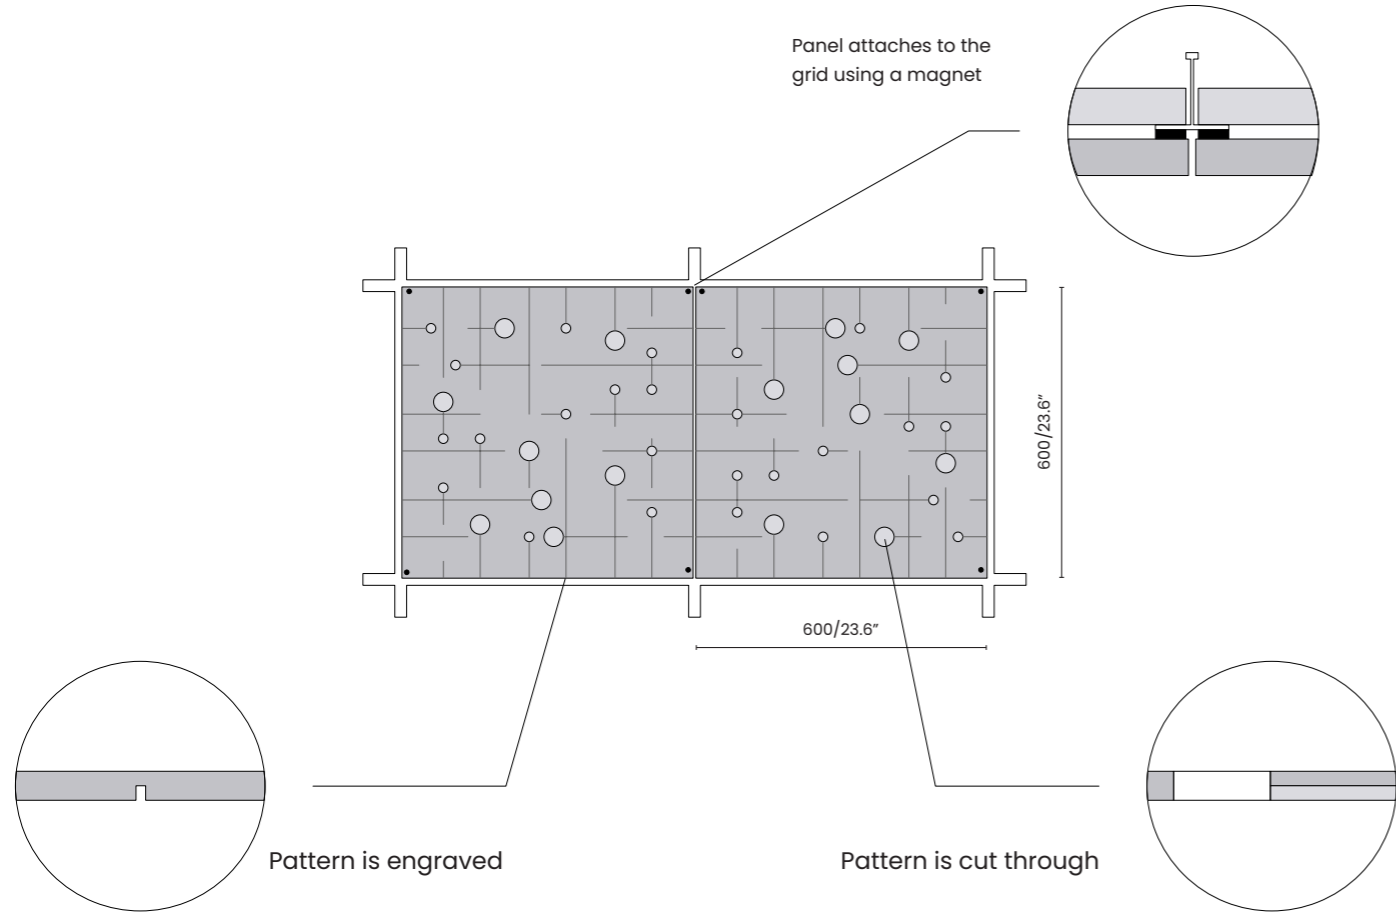 Panel attaches to the
grid using a magnet
600/23.6”
600/23.6”
Pattern is engraved
Pattern is cut through